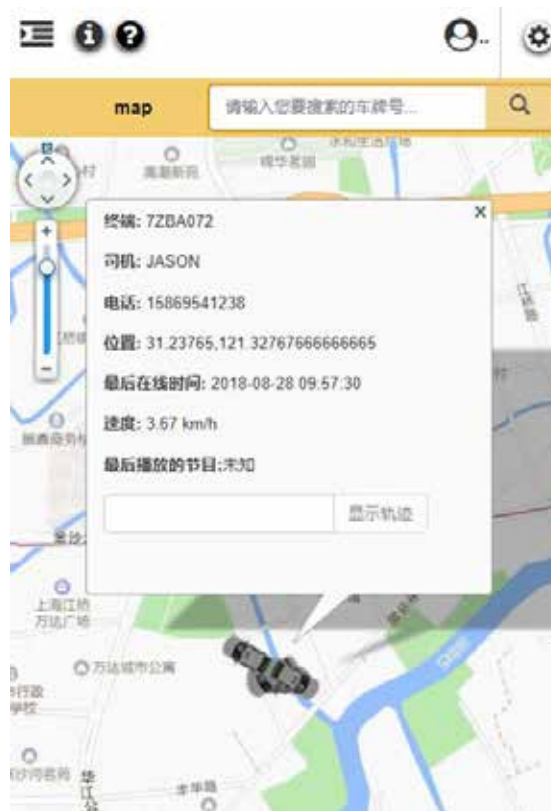 map
请输入您要搜索的车牌号...
终端: 7ZBA072
司机: JASON
电话: 15869541238
位置: 31.23765,121.32767666666665
最后在线时间: 2018-08-28 09:57:30
速度: 3.67 km/h
最后播放的节目:未知
显示轨迹
上海江桥
万达广场
万达城市公寓